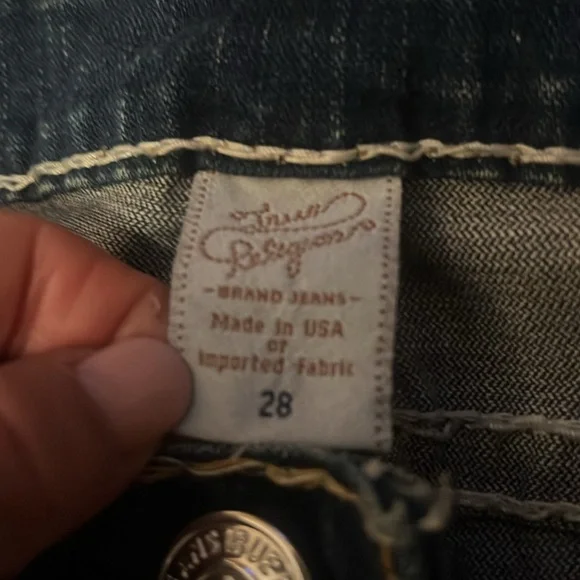 True
Religion
-BRAND JEANS-
Made in USA
of
Imported Fabric
28